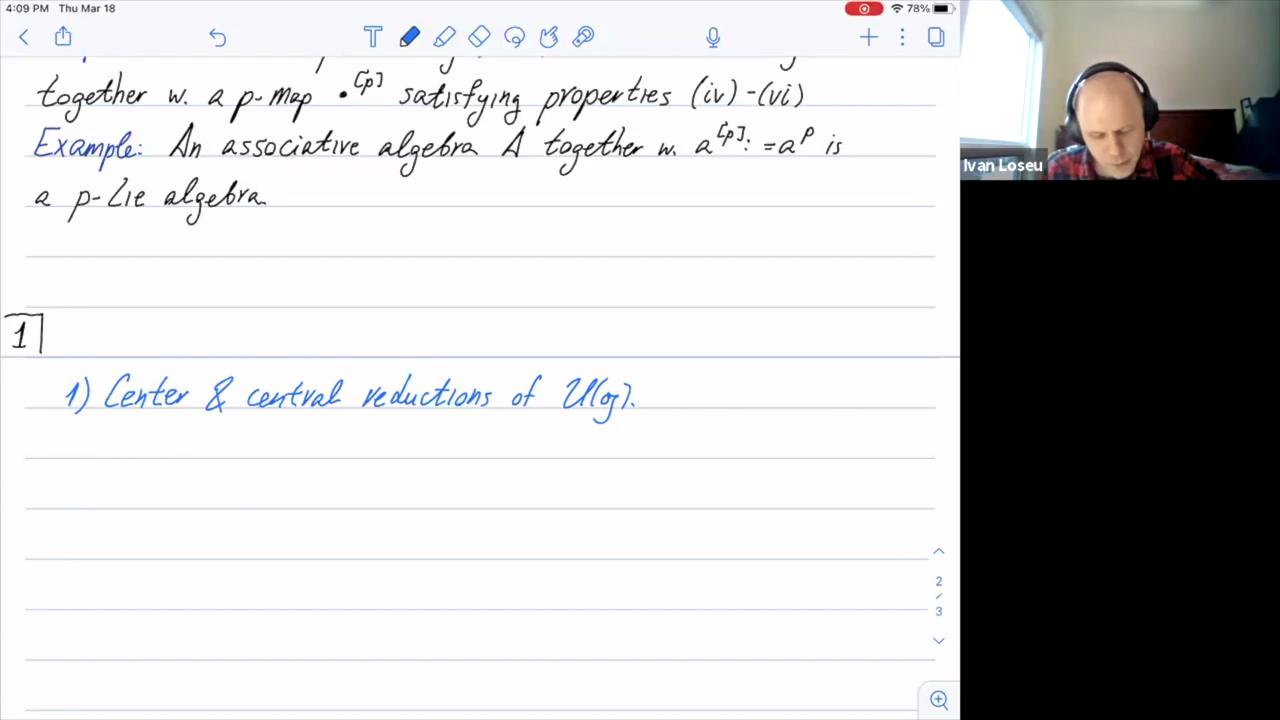 4:09 PM Thu Mar 18
78%
together w. a p-map •^[p] satisfying properties (iv)-(vi)
Example: An associative algebra A together w. a^[p]:=a^p is
a p-Lie algebra.
1
1) Center & central reductions of U(g).
2
3
Ivan Loseu